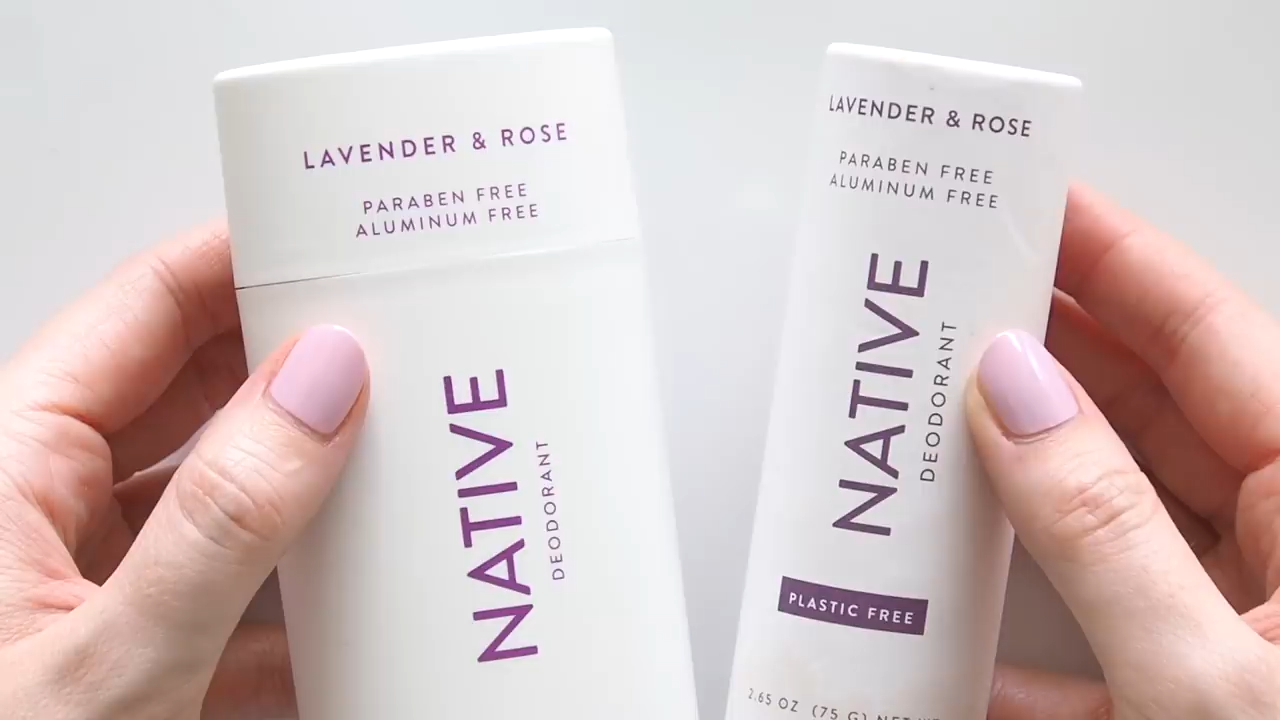 LAVENDER & ROSE
PARABEN FREE
ALUMINUM FREE
NATIVE
DEODORANT
LAVENDER & ROSE
PARABEN FREE
ALUMINUM FREE
NATIVE
DEODORANT
PLASTIC FREE
2.65 OZ (75 G) NET